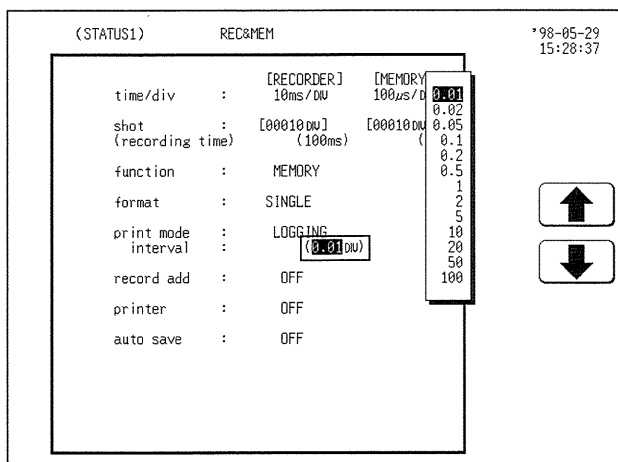 (STATUS1) REC&MEM '98-05-29
15:28:37
[RECORDER] [MEMORY
time/div : 10ms/DIV 100µs/D
shot : [00010DIV] [00010DIV
(recording time) (100ms) (
function : MEMORY
format : SINGLE
print mode : LOGGING
interval : (0.01DIV)
record add : OFF
printer : OFF
auto save : OFF
0.01
0.02
0.05
0.1
0.2
0.5
1
2
5
10
20
50
100